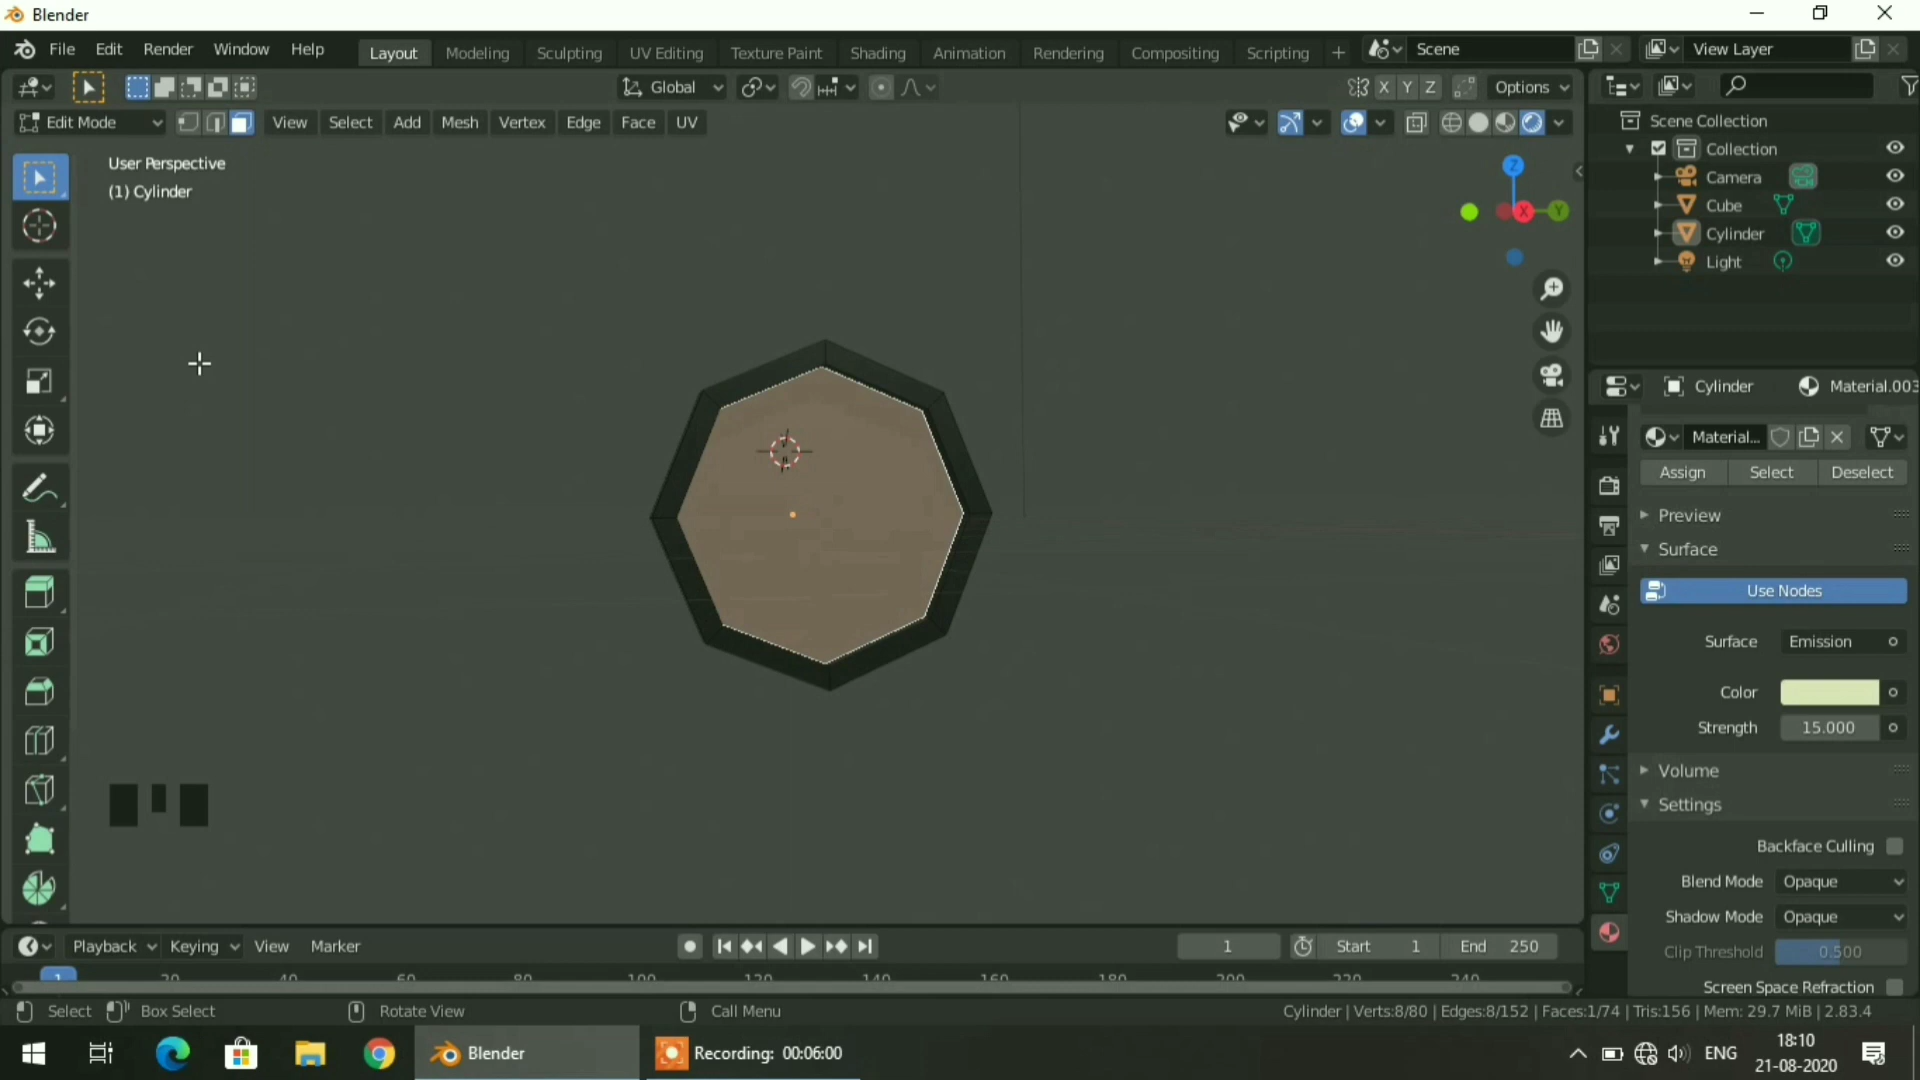 Blender
File Edit Render Window Help Layout Modeling Sculpting UV Editing Texture Paint Shading Animation Rendering Compositing Scripting + Scene View Layer
Global X Y Z Options
Edit Mode View Select Add Mesh Vertex Edge Face UV
User Perspective
(1) Cylinder
Z
X Y
Scene Collection
Collection
Camera
Cube
Cylinder
Light
Cylinder Material.003
Material...
Assign Select Deselect
Preview
Surface
Use Nodes
Surface Emission
Color
Strength 15.000
Volume
Settings
Backface Culling
Blend Mode Opaque
Shadow Mode Opaque
Clip Threshold 0.500
Screen Space Refraction
Playback Keying View Marker 1 Start 1 End 250
1 20 40 60 80 100 120 140 160 180 200 220 240
Select Box Select Rotate View Call Menu Cylinder | Verts:8/80 | Edges:8/152 | Faces:1/74 | Tris:156 | Mem: 29.7 MiB | 2.83.4
Blender Recording: 00:06:00 ENG 18:10
21-08-2020